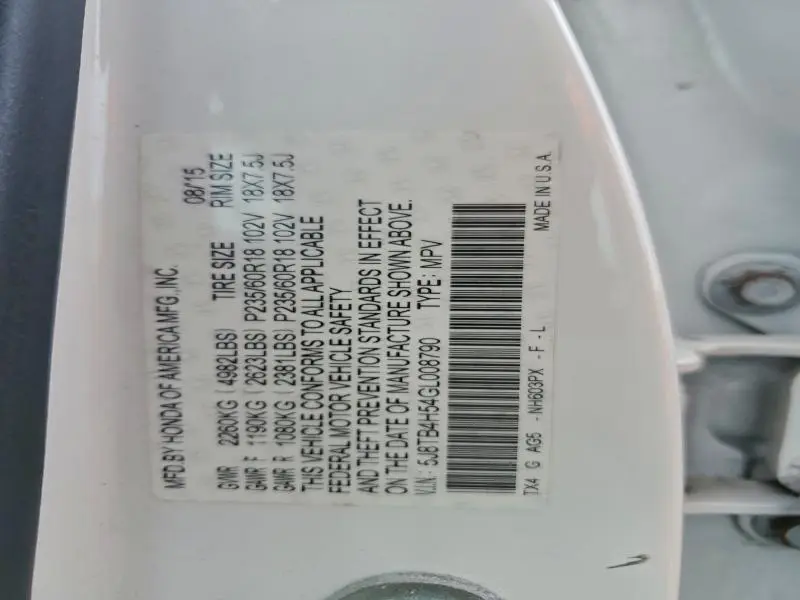 MFD. BY HONDA OF AMERICA MFG., INC. 08/15
GVWR 2260KG (4982LBS) TIRE SIZE RIM SIZE
GAWR F 1190KG (2623LBS) P235/60R18 102V 18X7.5J
GAWR R 1080KG (2381LBS) P235/60R18 102V 18X7.5J
THIS VEHICLE CONFORMS TO ALL APPLICABLE
FEDERAL MOTOR VEHICLE SAFETY
AND THEFT PREVENTION STANDARDS IN EFFECT
ON THE DATE OF MANUFACTURE SHOWN ABOVE.
V.I.N.: 5J8TB4H54GL008790 TYPE: MPV
TX4 G AG5 -NH603PX -F -L MADE IN U.S.A.